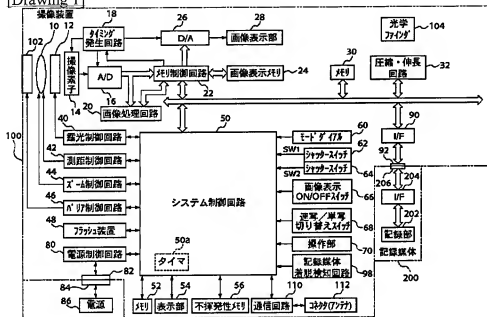 [Drawing 1]
撮像装置
102
10
12
18
タイミング
発生回路
26
D/A
28
画像表示部
104
光学
ファインダ
撮像素子
14
A/D
16
メモリ制御回路
22
画像表示メモリ
24
30
メモリ
32
圧縮・伸長
回路
20
画像処理回路
100
40
露光制御回路
42
測距制御回路
44
ズーム制御回路
46
バリア制御回路
48
フラッシュ装置
80
電源制御回路
82
84
86
電源
50
システム制御回路
50a
タイマ
モードダイアル
60
SW1
シャッタースイッチ
62
SW2
シャッタースイッチ
64
画像表示
ON/OFFスイッチ
66
連写/単写
切り替えスイッチ
68
操作部
70
記録媒体
着脱検知回路
98
90
I/F
92
206
204
I/F
202
記録部
記録媒体
200
52
メモリ
54
表示部
56
不揮発性メモリ
110
通信回路
112
コネクタ(アンテナ)